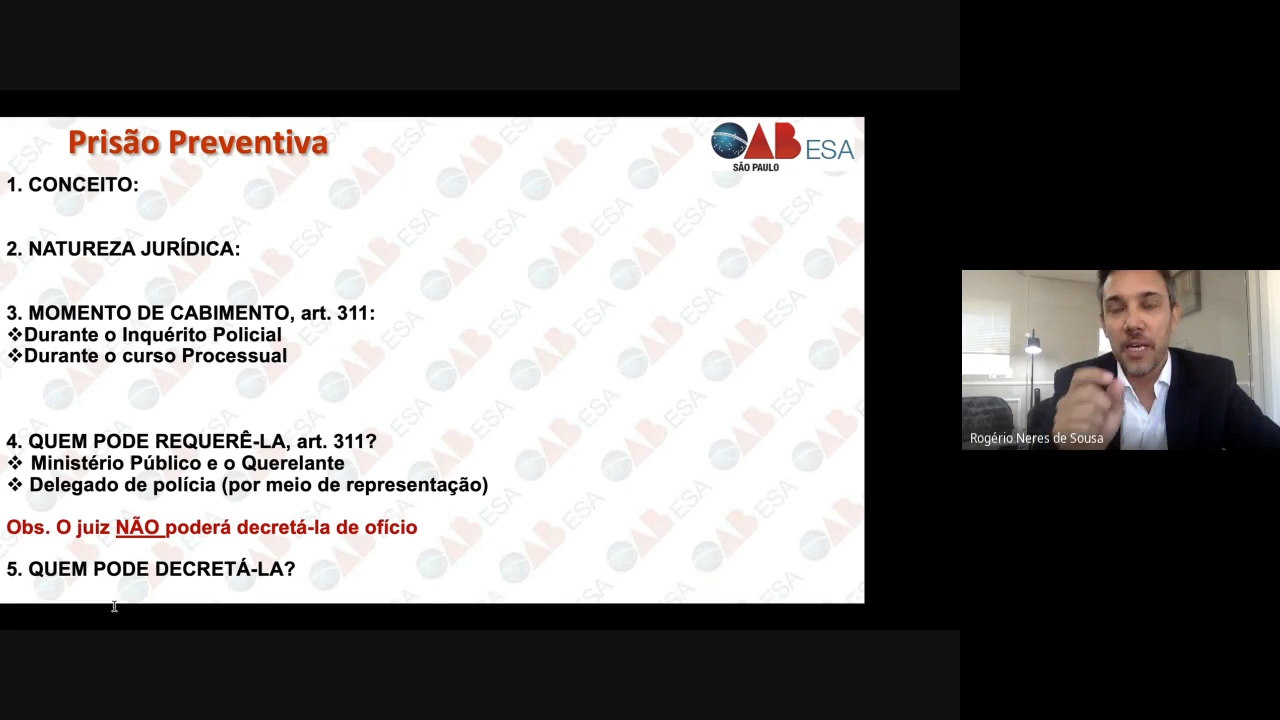 Prisão Preventiva
OAB ESA
SÃO PAULO
1. CONCEITO:
2. NATUREZA JURÍDICA:
3. MOMENTO DE CABIMENTO, art. 311:
❖Durante o Inquérito Policial
❖Durante o curso Processual
4. QUEM PODE REQUERÊ-LA, art. 311?
❖ Ministério Público e o Querelante
❖ Delegado de polícia (por meio de representação)
Obs. O juiz NÃO poderá decretá-la de ofício
5. QUEM PODE DECRETÁ-LA?
Rogério Neres de Sousa